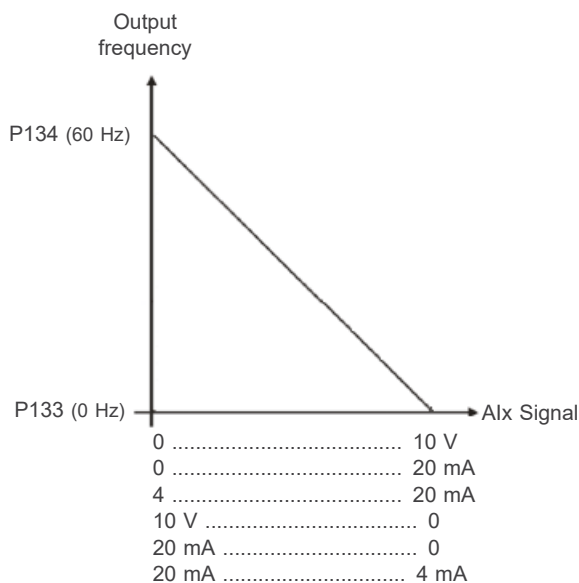 Output
frequency
P134 (60 Hz)
P133 (0 Hz)
AIx Signal
0 .................................. 10 V
0 .................................. 20 mA
4 .................................. 20 mA
10 V .................................. 0
20 mA ............................... 0
20 mA ............................... 4 mA